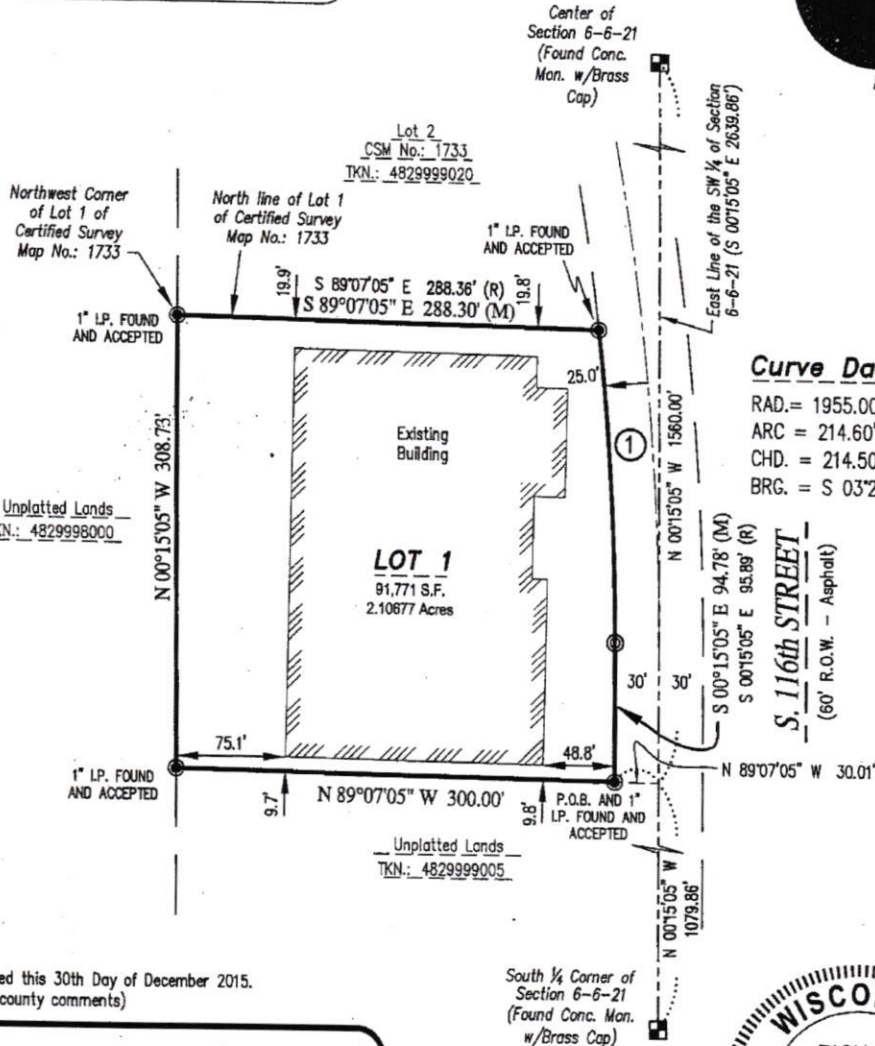 Center of
Section 6-6-21
(Found Conc.
Mon. w/Brass
Cap)
East Line of the SW ¼ of Section
6-6-21 (S 00°15'05" E 2639.86')
Lot 2
CSM No.: 1733
TKN.: 4829999020
Northwest Corner
of Lot 1 of
Certified Survey
Map No.: 1733
North line of Lot 1
of Certified Survey
Map No.: 1733
1" I.P. FOUND
AND ACCEPTED
1" I.P. FOUND
AND ACCEPTED
19.9'
S 89°07'05" E 288.36' (R)
S 89°07'05" E 288.30' (M)
19.8'
25.0'
1
Existing
Building
N 00°15'05" W 308.73'
N 00°15'05" W 1560.00'
Curve Da
RAD.= 1955.00
ARC = 214.60'
CHD. = 214.50
BRG. = S 03°2
Unplatted Lands
KN.: 4829998000
LOT 1
91,771 S.F.
2.10677 Acres
S 00°15'05" E 94.78' (M)
S 00°15'05" E 95.89' (R)
S. 116th STREET
(60' R.O.W. - Asphalt)
30'
30'
75.1'
48.8'
1" I.P. FOUND
AND ACCEPTED
9.7'
N 89°07'05" W 300.00'
9.8'
P.O.B. AND 1"
I.P. FOUND AND
ACCEPTED
N 89°07'05" W 30.01'
Unplatted Lands
TKN.: 4829999005
N 00°15'05" W
1079.86'
ed this 30th Day of December 2015.
county comments)
South ¼ Corner of
Section 6-6-21
(Found Conc. Mon.
w/Brass Cap)
WISCO